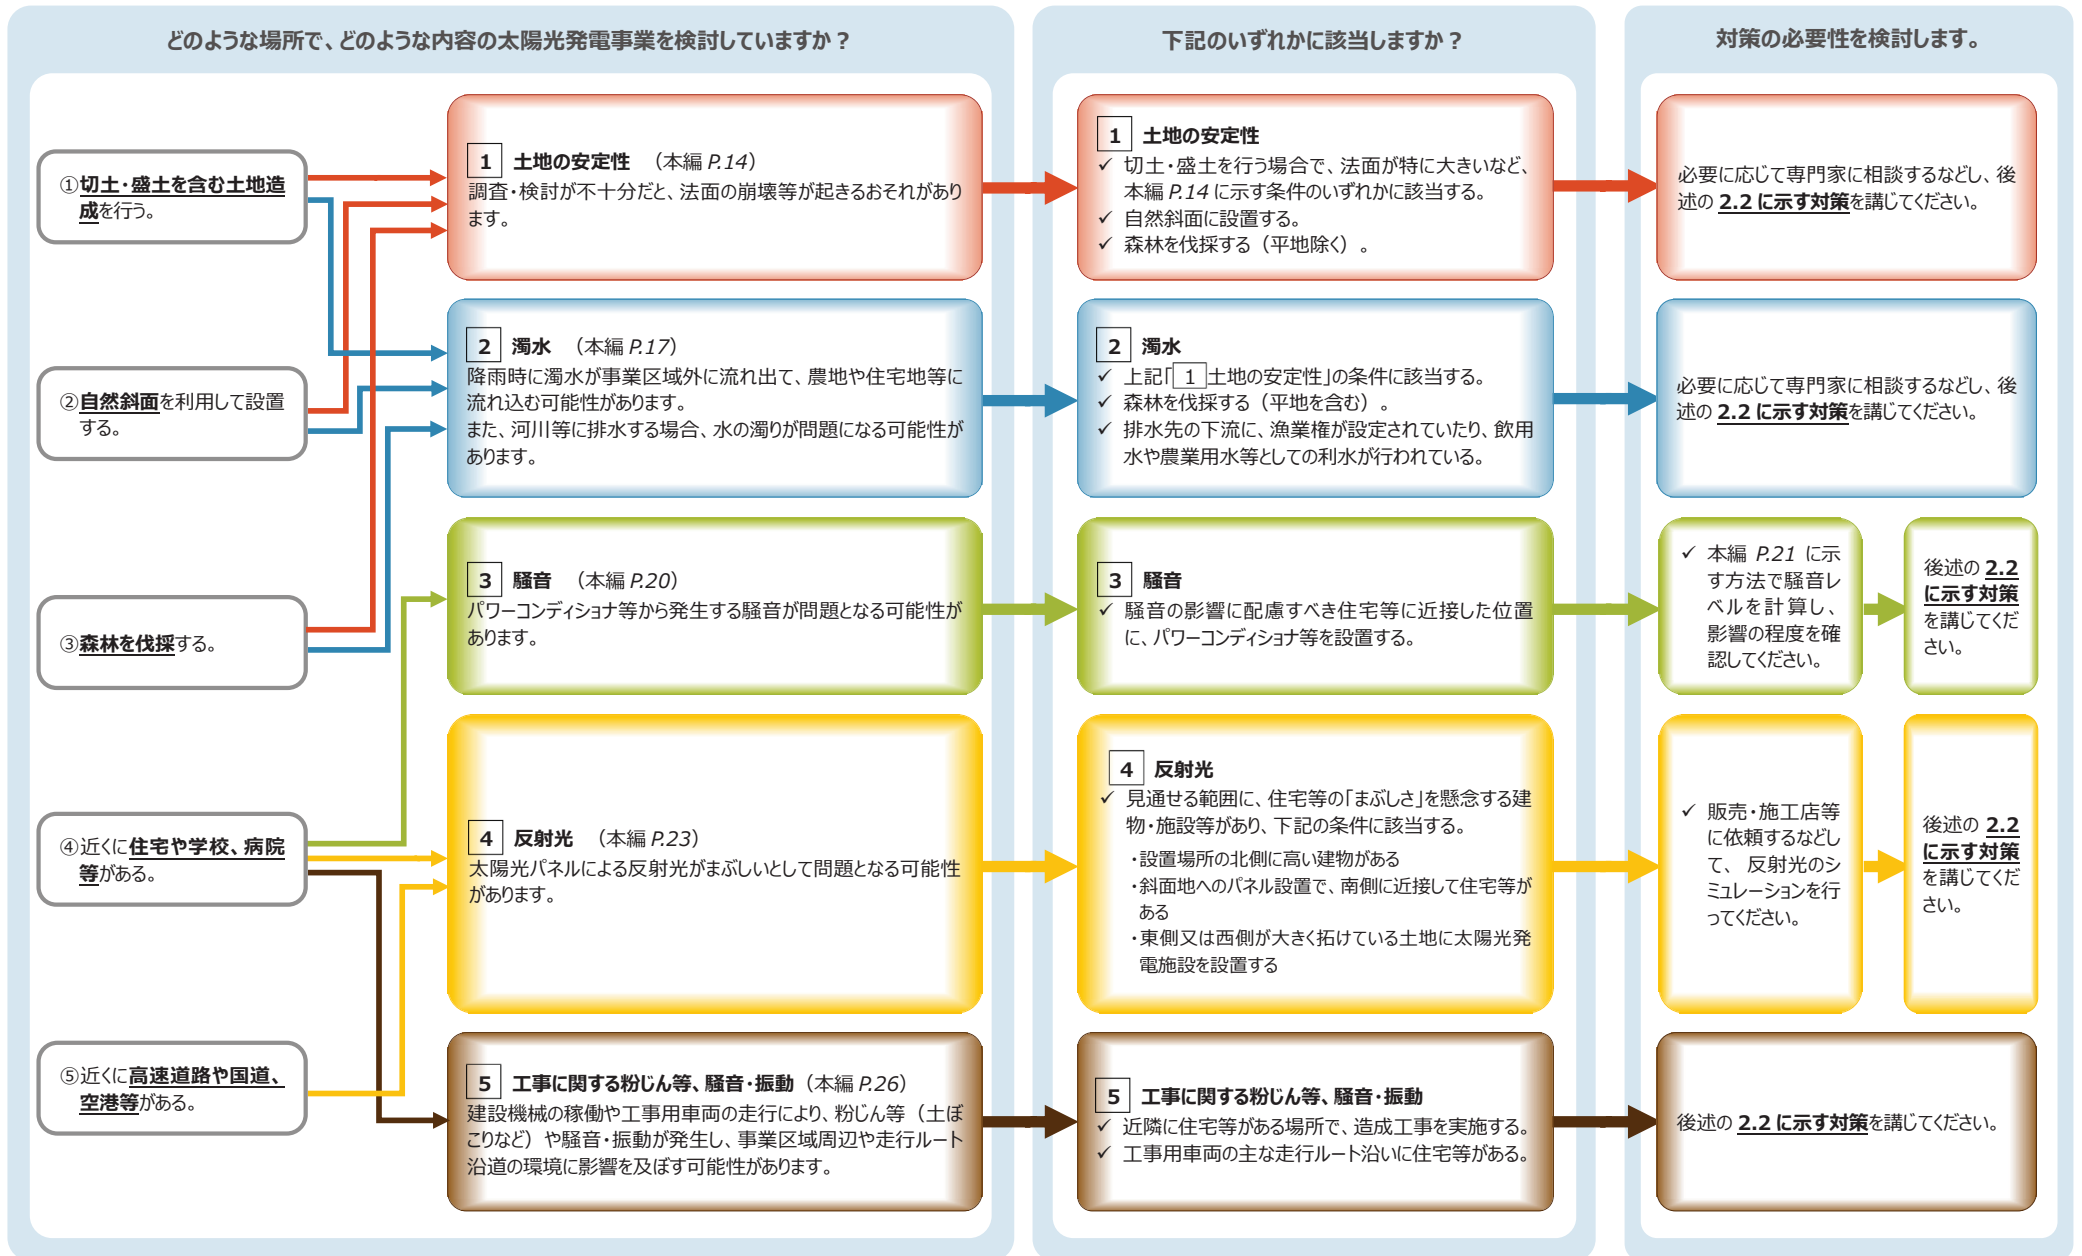 どのような場所で、どのような内容の太陽光発電事業を検討していますか？
①切土・盛土を含む土地造
成を行う。
②自然斜面を利用して設置
する。
③森林を伐採する。
④近くに住宅や学校、病院
等がある。
⑤近くに高速道路や国道、
空港等がある。
1 土地の安定性 （本編 P.14）
調査・検討が不十分だと、法面の崩壊等が起きるおそれがあり
ます。
2 濁水 （本編 P.17）
降雨時に濁水が事業区域外に流れ出て、農地や住宅地等に
流れ込む可能性があります。
また、河川等に排水する場合、水の濁りが問題になる可能性が
あります。
3 騒音 （本編 P.20）
パワーコンディショナ等から発生する騒音が問題となる可能性が
あります。
4 反射光 （本編 P.23）
太陽光パネルによる反射光がまぶしいとして問題となる可能性
があります。
5 工事に関する粉じん等、騒音・振動（本編 P.26）
建設機械の稼働や工事用車両の走行により、粉じん等（土ぼ
こりなど）や騒音・振動が発生し、事業区域周辺や走行ルート
沿道の環境に影響を及ぼす可能性があります。
下記のいずれかに該当しますか？
1 土地の安定性
✓ 切土・盛土を行う場合で、法面が特に大きいなど、
本編 P.14 に示す条件のいずれかに該当する。
✓ 自然斜面に設置する。
✓ 森林を伐採する（平地除く）。
2 濁水
✓ 上記「1 土地の安定性」の条件に該当する。
✓ 森林を伐採する（平地を含む）。
✓ 排水先の下流に、漁業権が設定されていたり、飲用
水や農業用水等としての利水が行われている。
3 騒音
✓ 騒音の影響に配慮すべき住宅等に近接した位置
に、パワーコンディショナ等を設置する。
4 反射光
✓ 見通せる範囲に、住宅等の「まぶしさ」を懸念する建
物・施設等があり、下記の条件に該当する。
・設置場所の北側に高い建物がある
・斜面地へのパネル設置で、南側に近接して住宅等が
ある
・東側又は西側が大きく拓けている土地に太陽光発
電施設を設置する
5 工事に関する粉じん等、騒音・振動
✓ 近隣に住宅等がある場所で、造成工事を実施する。
✓ 工事用車両の主な走行ルート沿いに住宅等がある。
対策の必要性を検討します。
必要に応じて専門家に相談するなどし、後
述の 2.2 に示す対策を講じてください。
必要に応じて専門家に相談するなどし、後
述の 2.2 に示す対策を講じてください。
✓ 本編 P.21 に示
す方法で騒音レ
ベルを計算し、
影響の程度を確
認してください。
後述の 2.2
に示す対策
を講じてくだ
さい。
✓ 販売・施工店等
に依頼するなどし
て、 反射光のシ
ミュレーションを行
ってください。
後述の 2.2
に示す対策
を講じてくだ
さい。
後述の 2.2 に示す対策を講じてください。